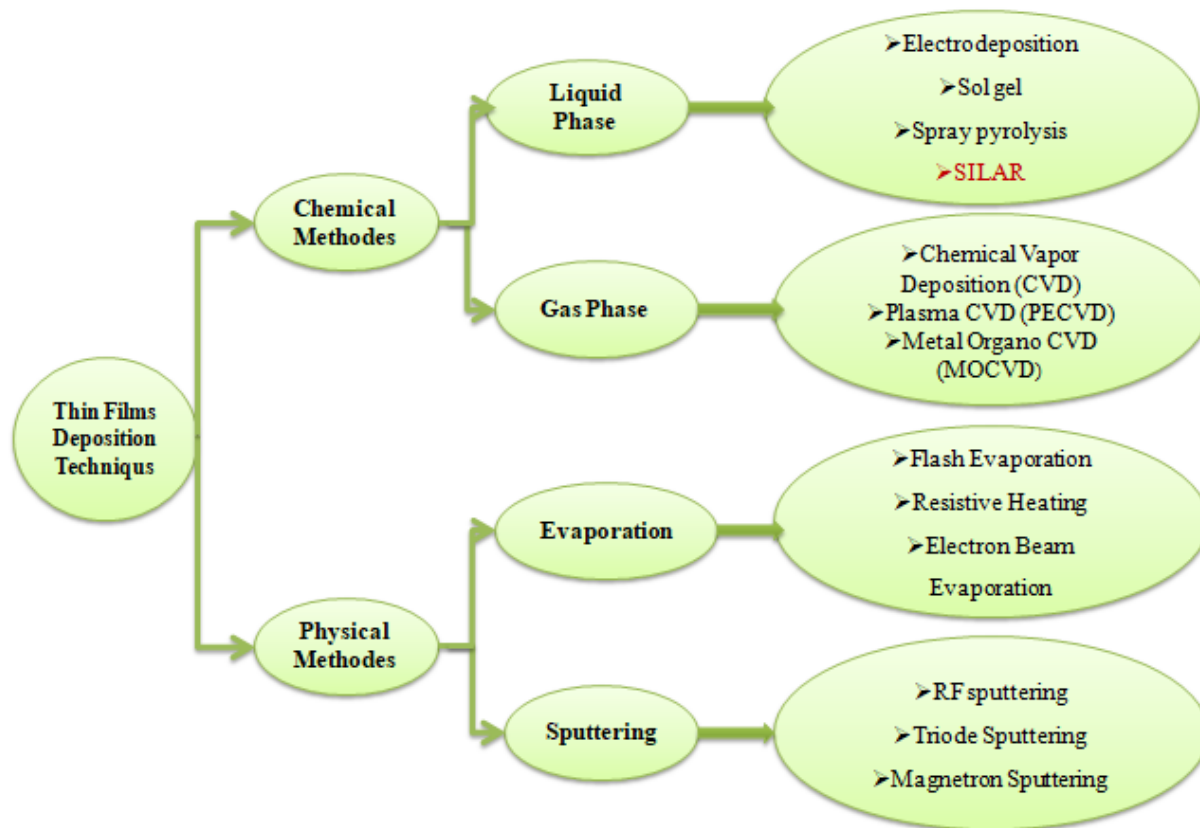 Thin Films
Deposition
Techniqus
Chemical
Methodes
Liquid
Phase
➢Electrodeposition
➢Sol gel
➢Spray pyrolysis
➢SILAR
Gas Phase
➢Chemical Vapor
Deposition (CVD)
➢Plasma CVD (PECVD)
➢Metal Organo CVD
(MOCVD)
Physical
Methodes
Evaporation
➢Flash Evaporation
➢Resistive Heating
➢Electron Beam
Evaporation
Sputtering
➢RF sputtering
➢Triode Sputtering
➢Magnetron Sputtering